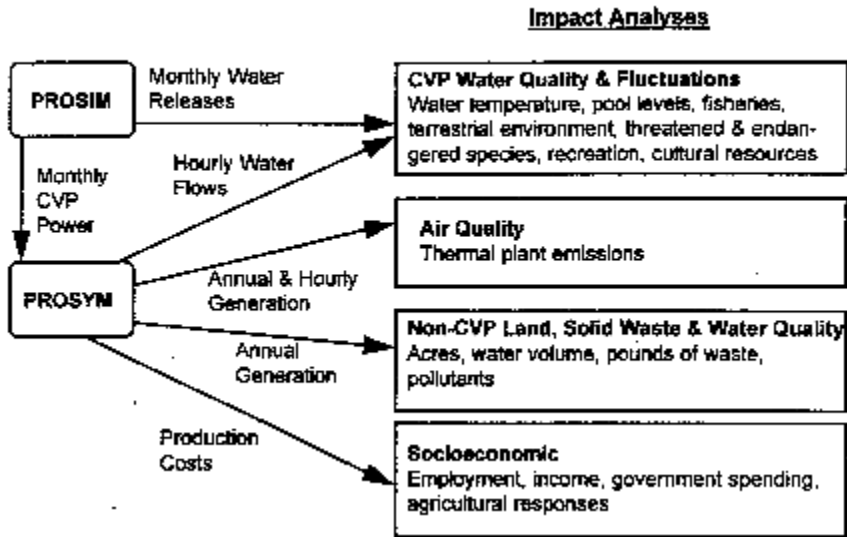 Impact Analyses
PROSIM
Monthly Water
Releases
CVP Water Quality & Fluctuations
Water temperature, pool levels, fisheries,
terrestrial environment, threatened & endan-
gered species, recreation, cultural resources
Monthly
CVP
Power
Hourly Water
Flows
Air Quality
Thermal plant emissions
PROSYM
Annual & Hourly
Generation
Annual
Generation
Non-CVP Land, Solid Waste & Water Quality
Acres, water volume, pounds of waste,
pollutants
Production
Costs
Socioeconomic
Employment, income, government spending,
agricultural responses